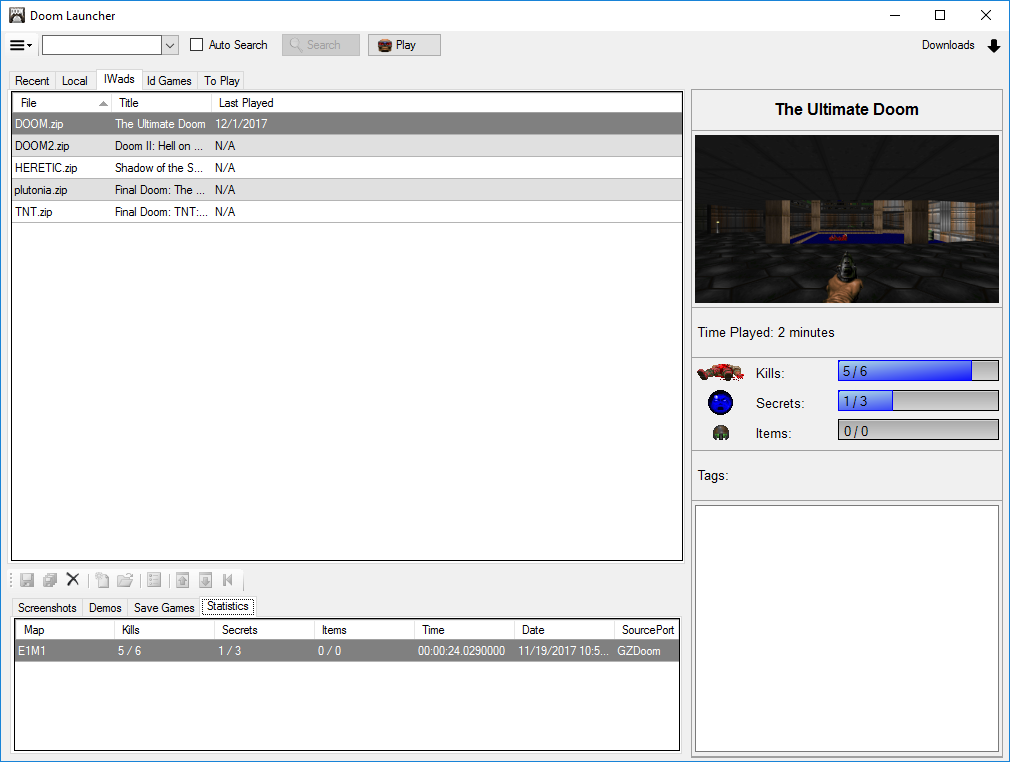 Doom Launcher
Auto Search Search Play Downloads
Recent Local IWads Id Games To Play
File Title Last Played
DOOM.zip The Ultimate Doom 12/1/2017
DOOM2.zip Doom II: Hell on ... N/A
HERETIC.zip Shadow of the S... N/A
plutonia.zip Final Doom: The ... N/A
TNT.zip Final Doom: TNT:... N/A
The Ultimate Doom
Time Played: 2 minutes
Kills: 5 / 6
Secrets: 1 / 3
Items: 0 / 0
Tags:
Screenshots Demos Save Games Statistics
Map Kills Secrets Items Time Date SourcePort
E1M1 5 / 6 1 / 3 0 / 0 00:00:24.0290000 11/19/2017 10:5... GZDoom